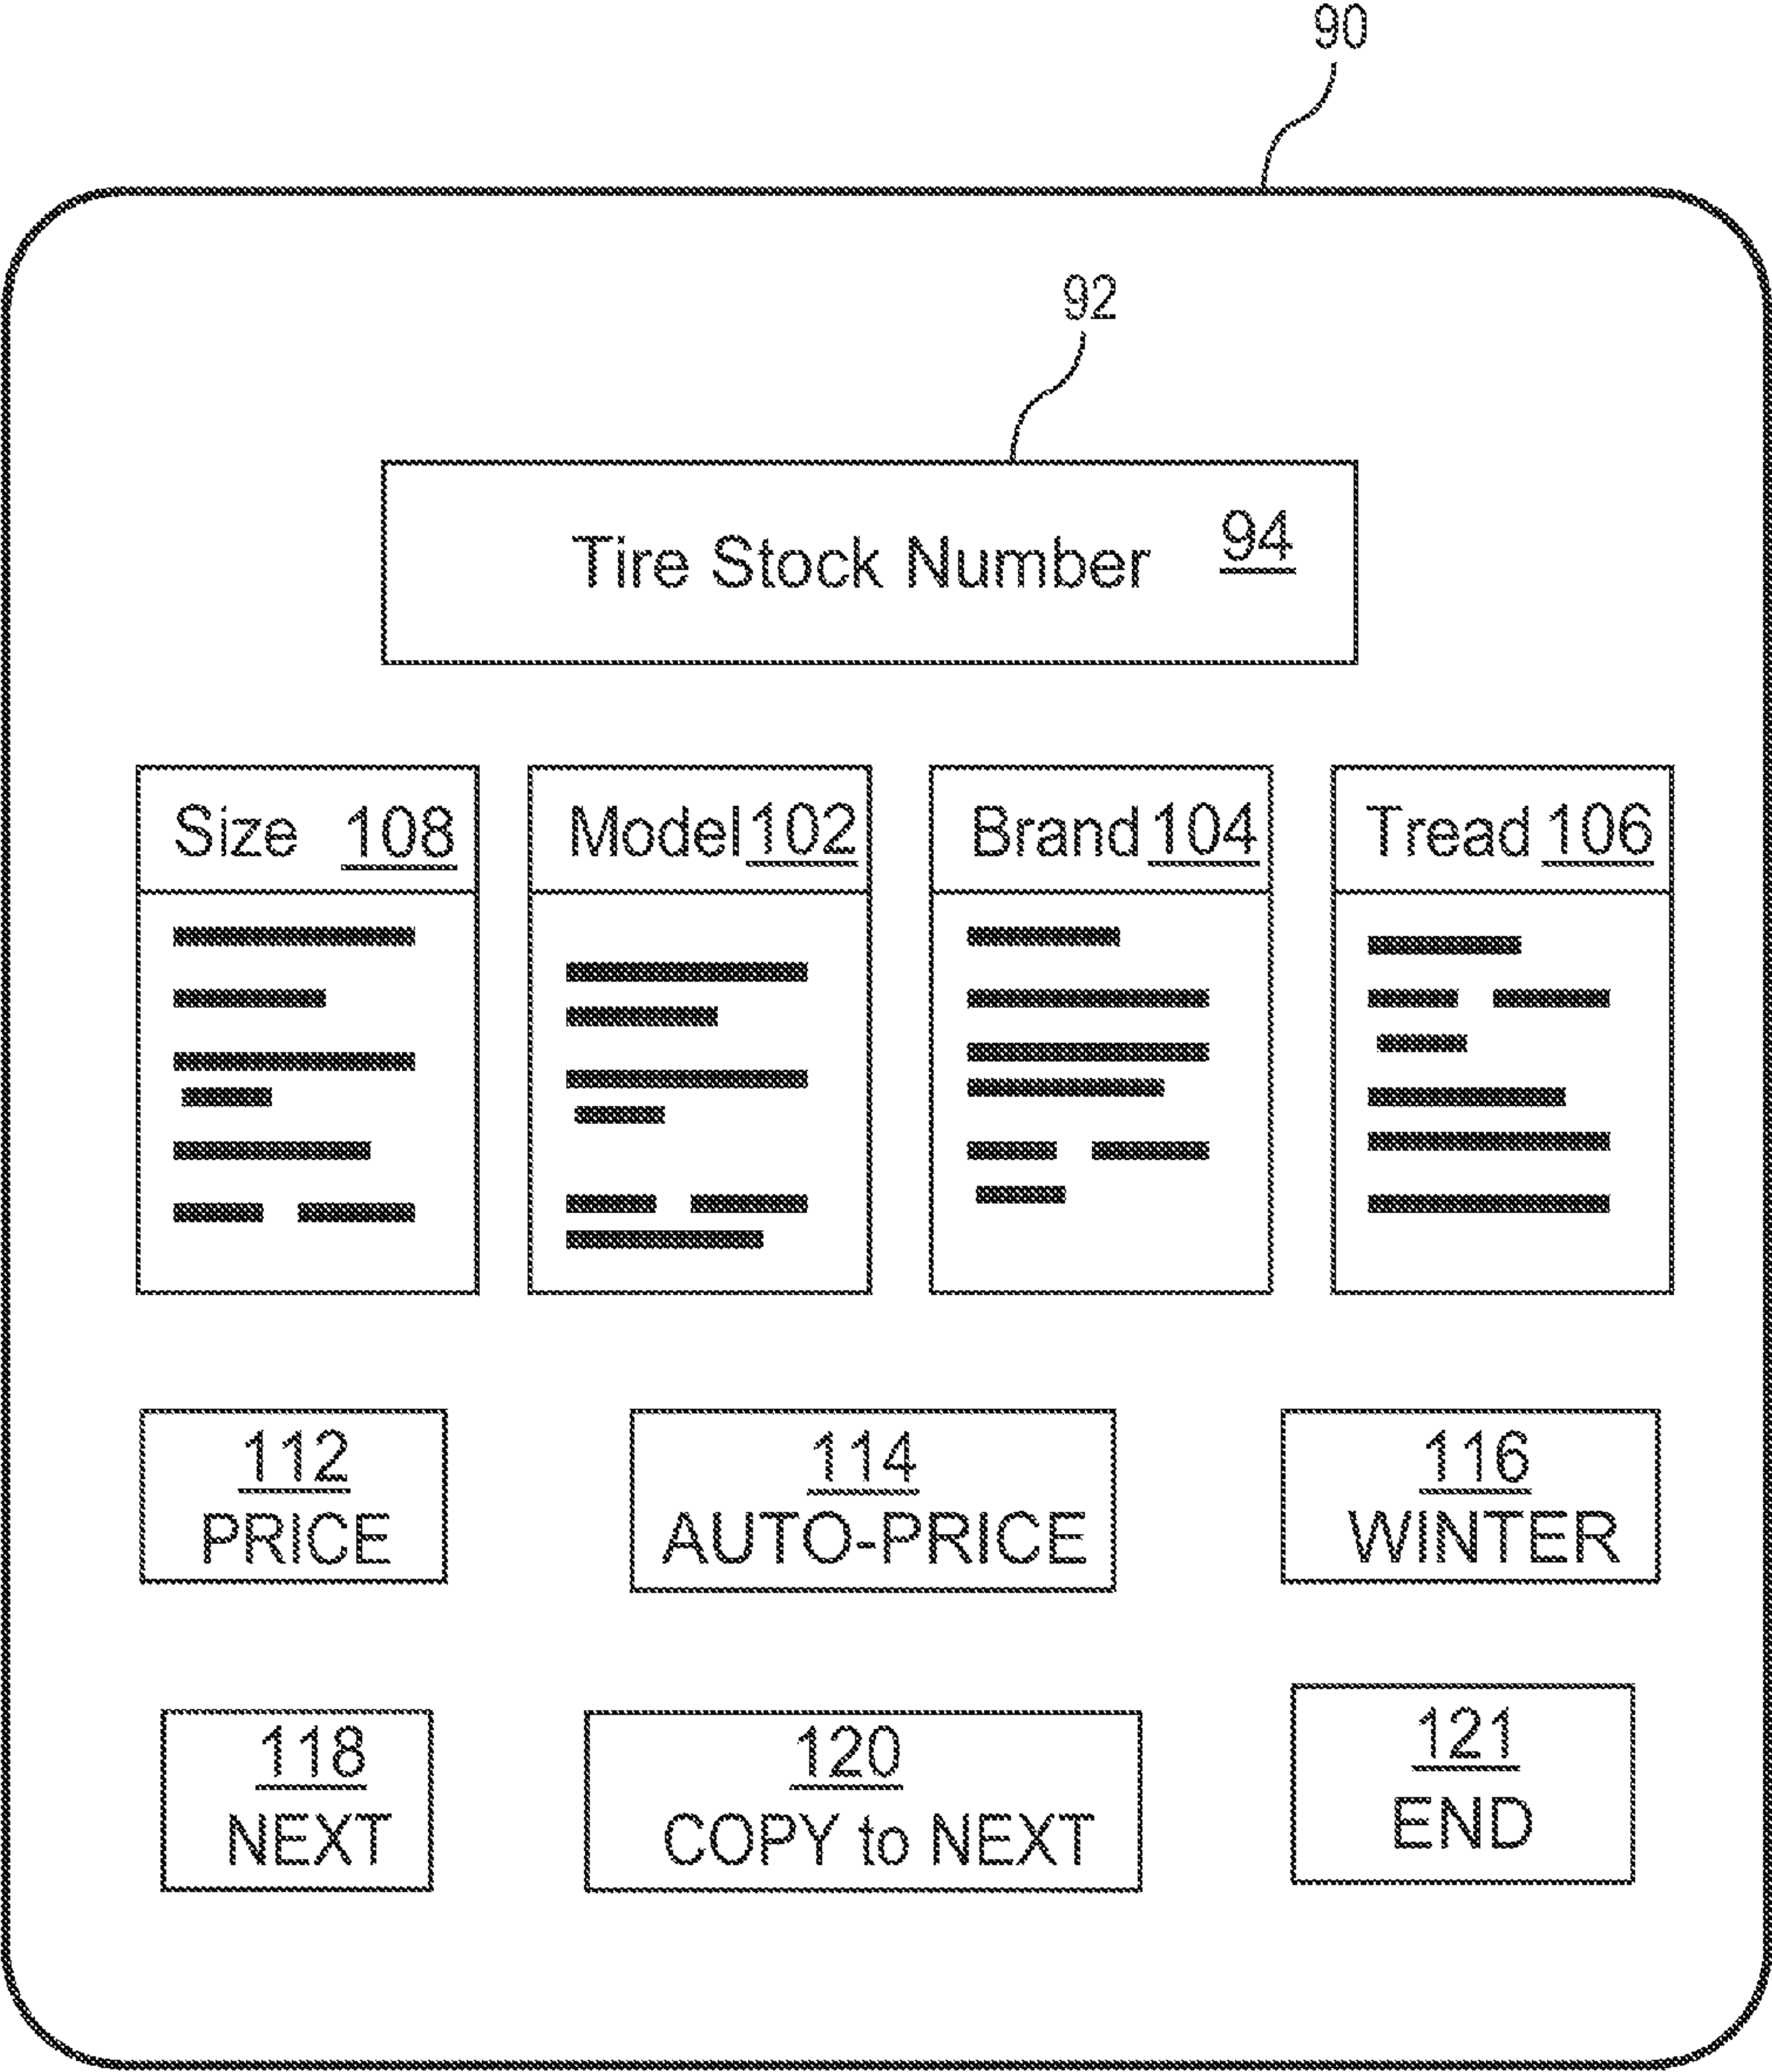 90
92
Tire Stock Number 94
Size 108 Model 102 Brand 104 Tread 106
112 114 116
PRICE AUTO-PRICE WINTER
118 120 121
NEXT COPY to NEXT END